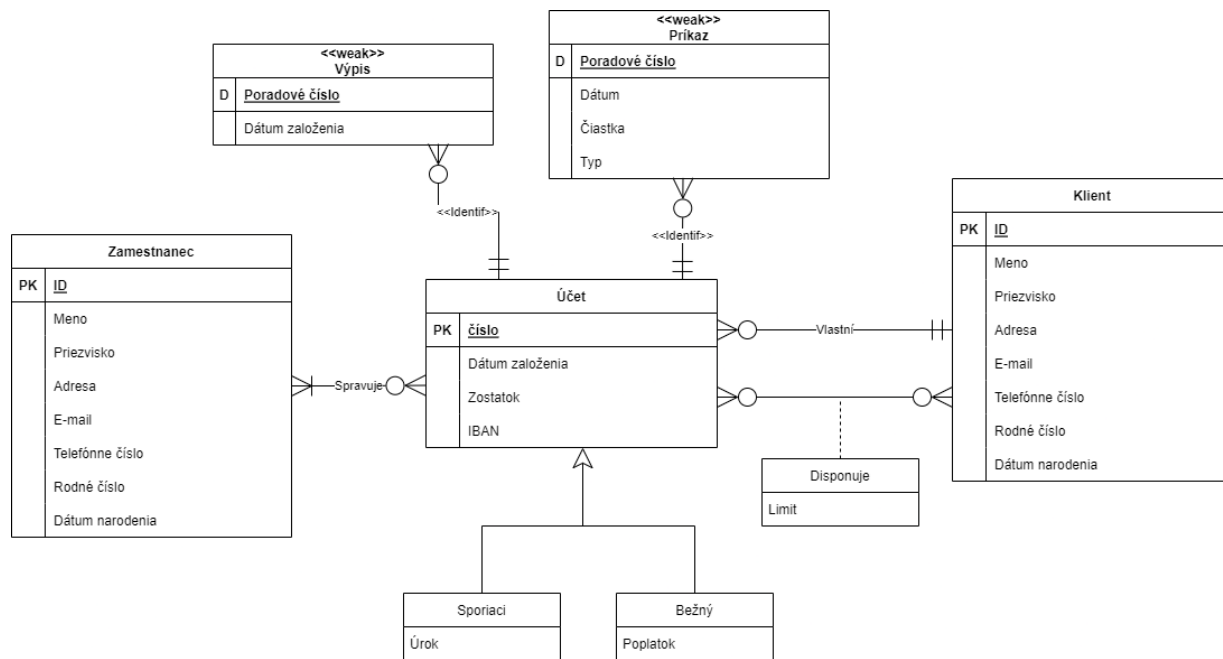 <<weak>>
Výpis
D Poradové číslo
Dátum založenia
<<weak>>
Príkaz
D Poradové číslo
Dátum
Čiastka
Typ
<<Identif>>
<<Identif>>
Zamestnanec
PK ID
Meno
Priezvisko
Adresa
E-mail
Telefónne číslo
Rodné číslo
Dátum narodenia
Spravuje
Účet
PK číslo
Dátum založenia
Zostatok
IBAN
Vlastní
Klient
PK ID
Meno
Priezvisko
Adresa
E-mail
Telefónne číslo
Rodné číslo
Dátum narodenia
Disponuje
Limit
Sporiaci
Úrok
Bežný
Poplatok